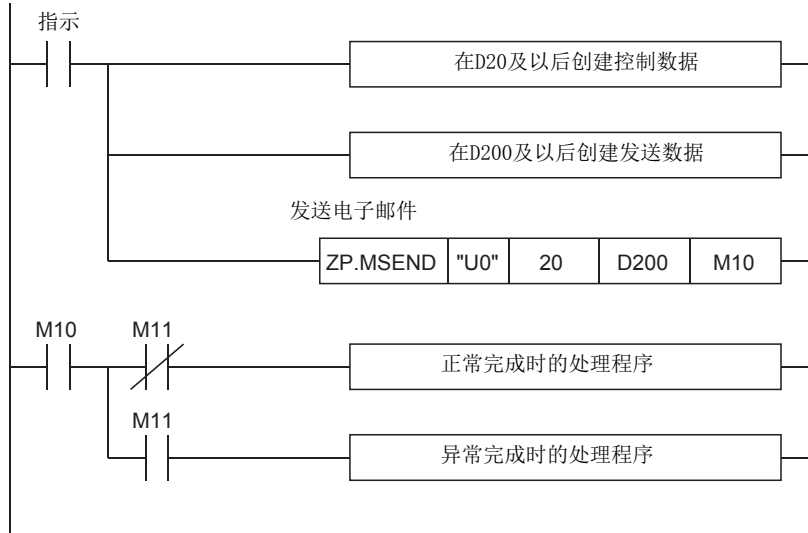 指示
在D20及以后创建控制数据
在D200及以后创建发送数据
发送电子邮件
ZP.MSEND "U0" 20 D200 M10
M10 M11
正常完成时的处理程序
M11
异常完成时的处理程序